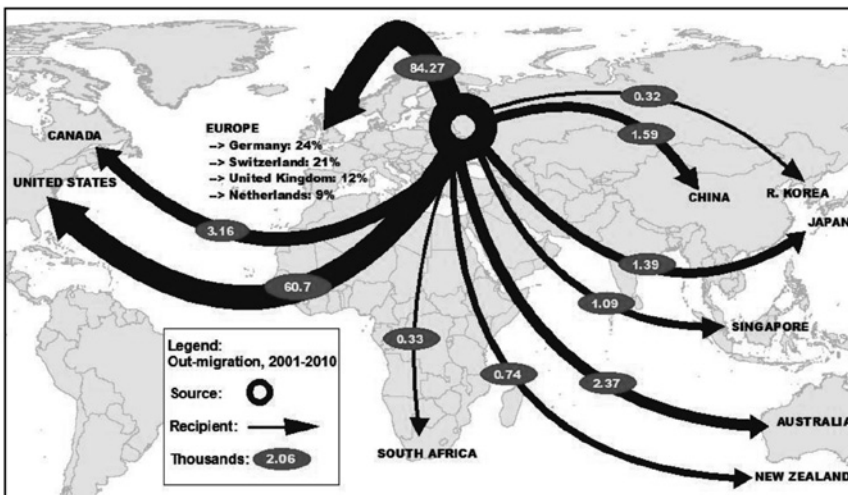 84.27
0.32
1.59
CANADA
EUROPE
--> Germany: 24%
--> Switzerland: 21%
--> United Kingdom: 12%
--> Netherlands: 9%
UNITED STATES
CHINA
R. KOREA
JAPAN
3.16
1.39
60.7
1.09
SINGAPORE
0.33
0.74
2.37
Legend:
Out-migration, 2001-2010
Source:
Recipient:
Thousands: 2.06
SOUTH AFRICA
AUSTRALIA
NEW ZEALAND